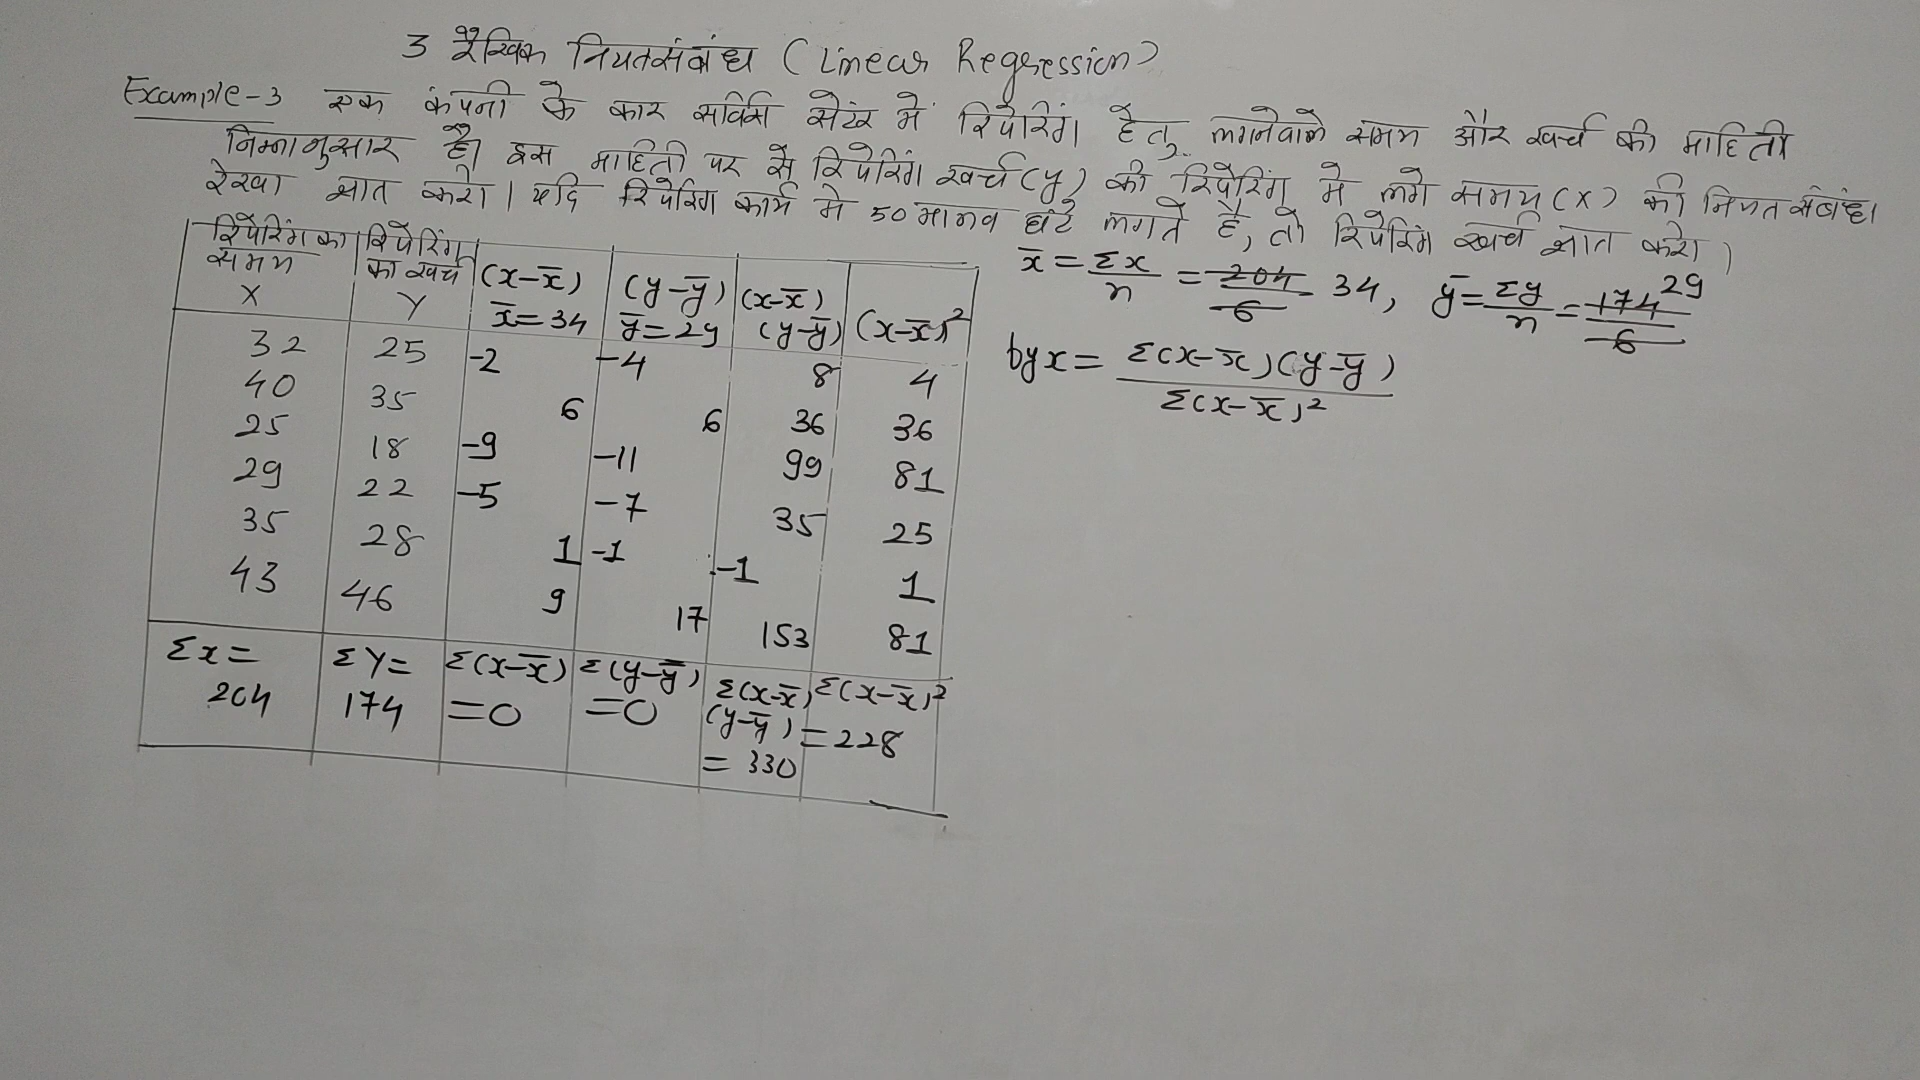 3 रैखिक नियतसंबंध (Linear Regression)
Example-3 एक कंपनी के कार सर्विस सेंटर में रिपेरिंग हेतु लगनेवाले समय और खर्च की माहिती
निम्नानुसार है। इस माहिती पर से रिपेरिंग खर्च (y) की रिपेरिंग में लगे समय (x) की नियतसंबंध
रेखा ज्ञात करो। यदि रिपेरिंग कार्य मे 50 मानव घंटे लगते है, तो रिपेरिंग खर्च ज्ञात करो।
रिपेरिंग का समय X | रिपेरिंग का खर्च Y | (x-x̅) x̅=34 | (y-y̅) y̅=29 | (x-x̅)(y-y̅) | (x-x̅)²
32 25 -2 -4 8 4
40 35 6 6 36 36
25 18 -9 -11 99 81
29 22 -5 -7 35 25
35 28 1 -1 -1 1
43 46 9 17 153 81
Σx= 204 | ΣY= 174 | Σ(x-x̅) =0 | Σ(y-y̅) =0 | Σ(x-x̅)(y-y̅) = 330 | Σ(x-x̅)² =228
x̅ = Σx/n = 204/6 = 34, y̅ = Σy/n = 174/6 29
byx = Σ(x-x̅)(y-y̅) / Σ(x-x̅)²